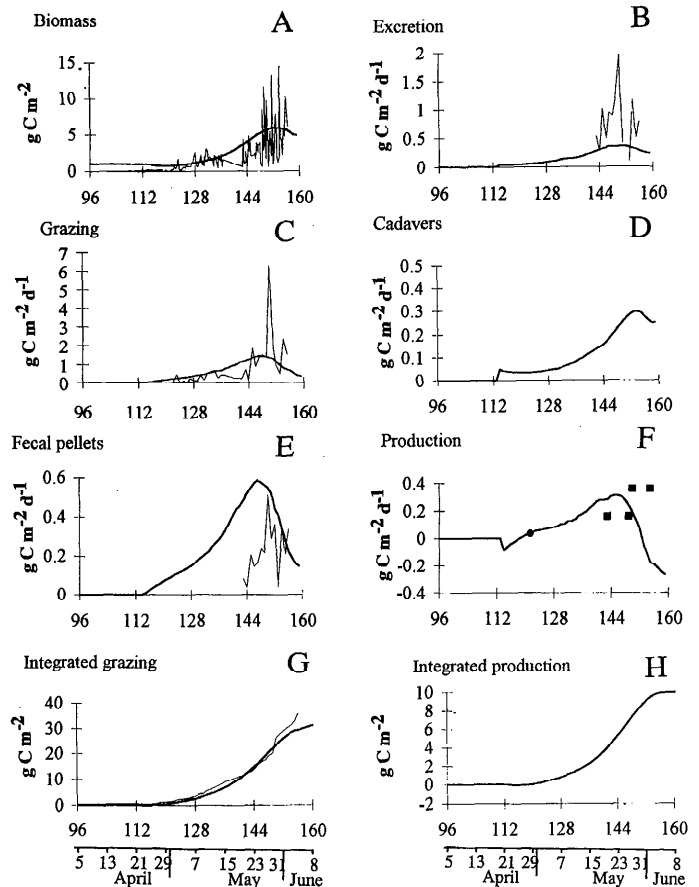 Biomass A
g C m-2
15
10
5
0
96 112 128 144 160
Excretion B
g C m-2 d-1
2
1.5
1
0.5
0
96 112 128 144 160
Grazing C
g C m-2 d-1
7
6
5
4
3
2
1
0
96 112 128 144 160
Cadavers D
g C m-2 d-1
0.5
0.4
0.3
0.2
0.1
0
96 112 128 144 160
Fecal pellets E
g C m-2 d-1
0.6
0.4
0.2
0
96 112 128 144 160
Production F
g C m-2 d-1
0.4
0.2
0
-0.2
-0.4
96 112 128 144 160
Integrated grazing G
g C m-2
40
30
20
10
0
96 112 128 144 160
5 13 21 29 7 15 23 31 8
April May June
Integrated production H
g C m-2
10
8
6
4
2
0
-2
96 112 128 144 160
5 13 21 29 7 15 23 31 8
April May June